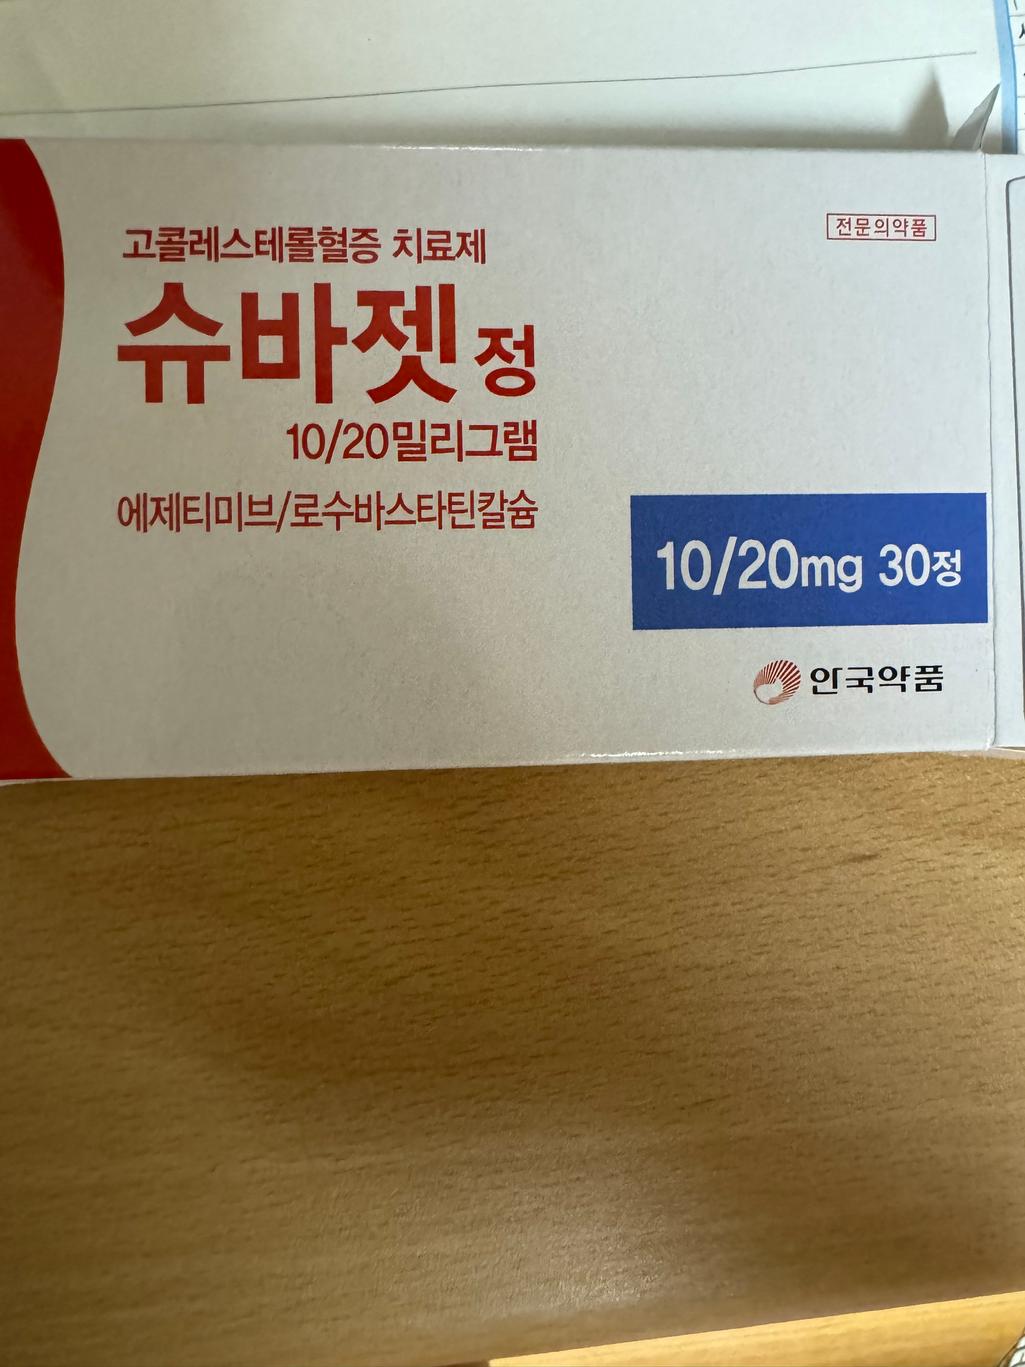 고콜레스테롤혈증 치료제
전문의약품
슈바젯 정
10/20밀리그램
에제티미브/로수바스타틴칼슘
10/20mg 30정
안국약품